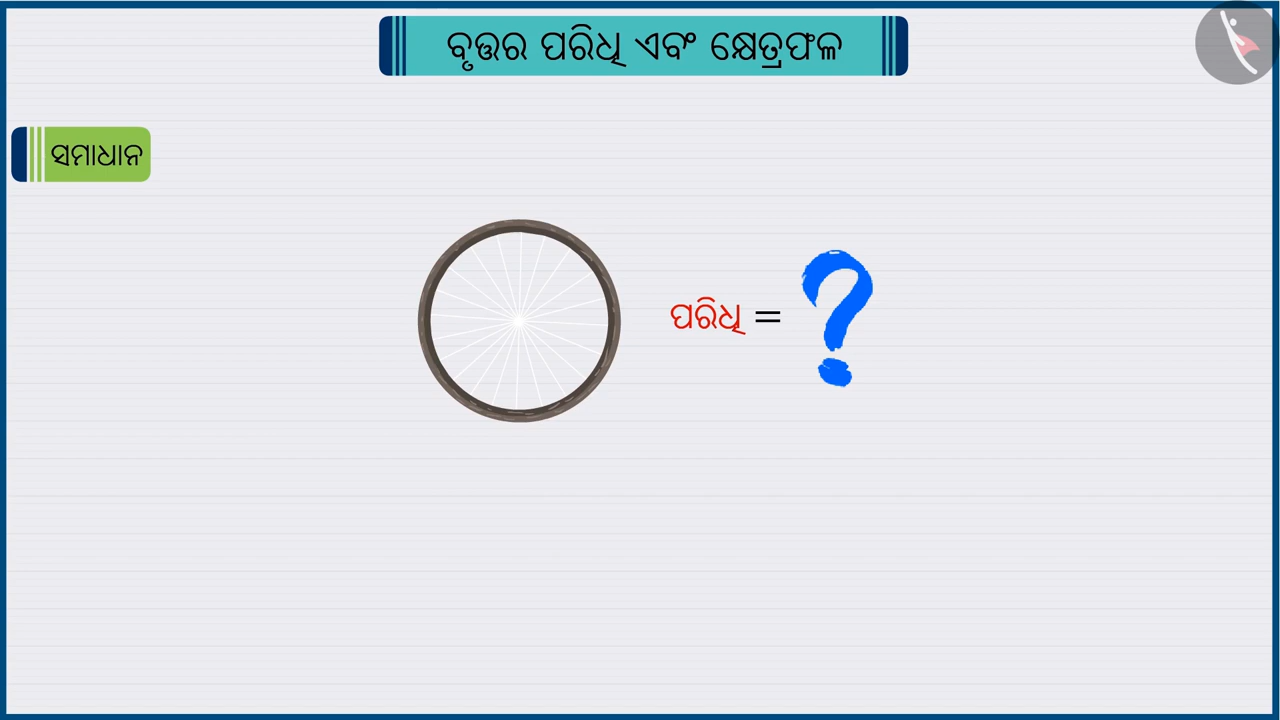 ବୃତ୍ତର ପରିଧି ଏବଂ କ୍ଷେତ୍ରଫଳ
ସମାଧାନ
ପରିଧି = ?